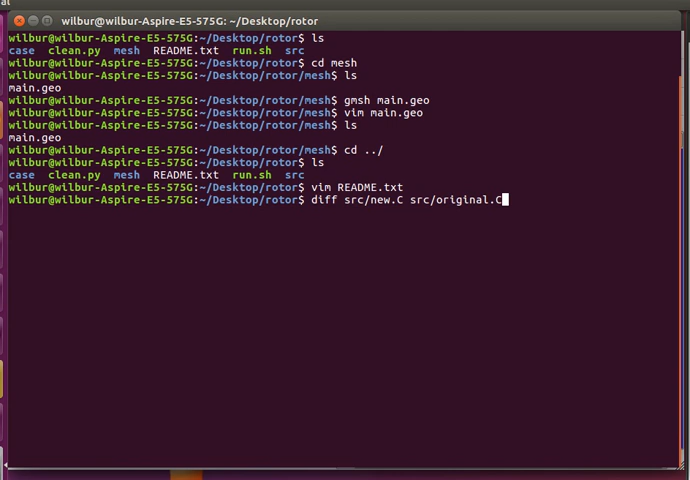 al
wilbur@wilbur-Aspire-E5-575G: ~/Desktop/rotor
wilbur@wilbur-Aspire-E5-575G:~/Desktop/rotor$ ls
case clean.py mesh README.txt run.sh src
wilbur@wilbur-Aspire-E5-575G:~/Desktop/rotor$ cd mesh
wilbur@wilbur-Aspire-E5-575G:~/Desktop/rotor/mesh$ ls
main.geo
wilbur@wilbur-Aspire-E5-575G:~/Desktop/rotor/mesh$ gmsh main.geo
wilbur@wilbur-Aspire-E5-575G:~/Desktop/rotor/mesh$ vim main.geo
wilbur@wilbur-Aspire-E5-575G:~/Desktop/rotor/mesh$ ls
main.geo
wilbur@wilbur-Aspire-E5-575G:~/Desktop/rotor/mesh$ cd ../
wilbur@wilbur-Aspire-E5-575G:~/Desktop/rotor$ ls
case clean.py mesh README.txt run.sh src
wilbur@wilbur-Aspire-E5-575G:~/Desktop/rotor$ vim README.txt
wilbur@wilbur-Aspire-E5-575G:~/Desktop/rotor$ diff src/new.C src/original.C